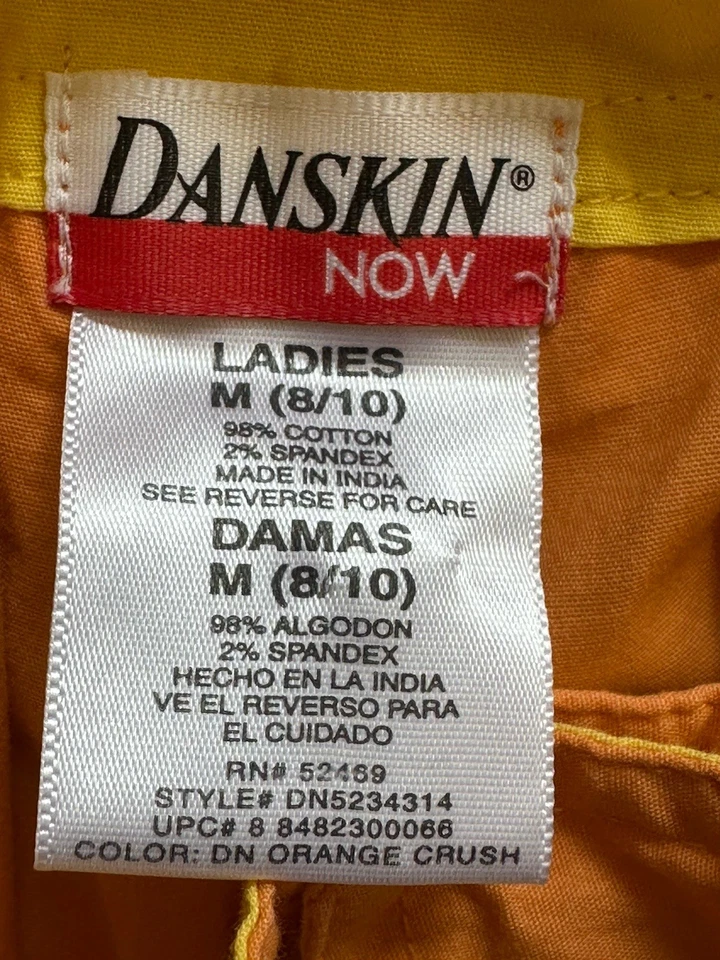 DANSKIN®
NOW
LADIES
M (8/10)
98% COTTON
2% SPANDEX
MADE IN INDIA
SEE REVERSE FOR CARE
DAMAS
M (8/10)
98% ALGODON
2% SPANDEX
HECHO EN LA INDIA
VE EL REVERSO PARA
EL CUIDADO
RN# 52469
STYLE# DN5234314
UPC# 8 8482300066
COLOR: DN ORANGE CRUSH